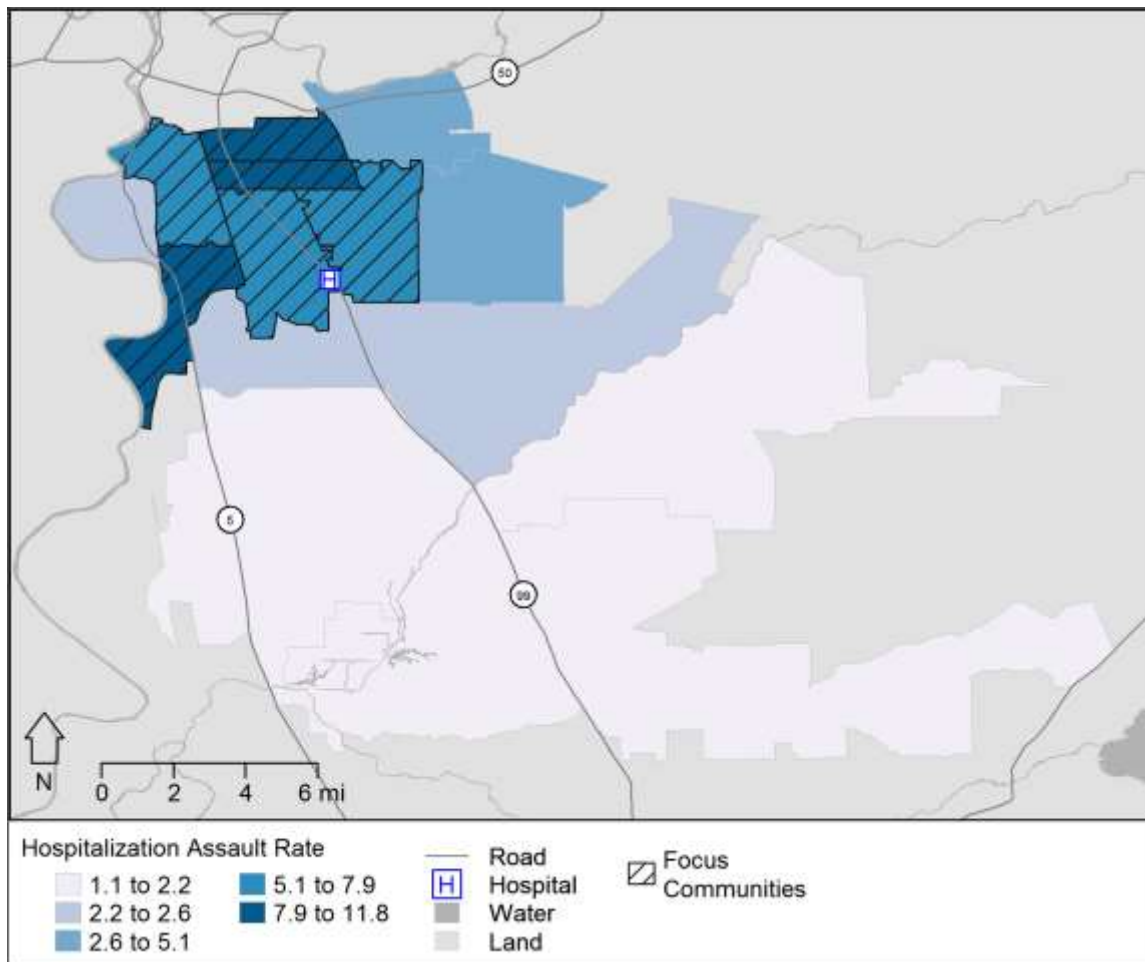 50
5
99
N
0 2 4 6 mi
H
Hospitalization Assault Rate
1.1 to 2.2
2.2 to 2.6
2.6 to 5.1
5.1 to 7.9
7.9 to 11.8
Road
H Hospital
Water
Land
Focus
Communities